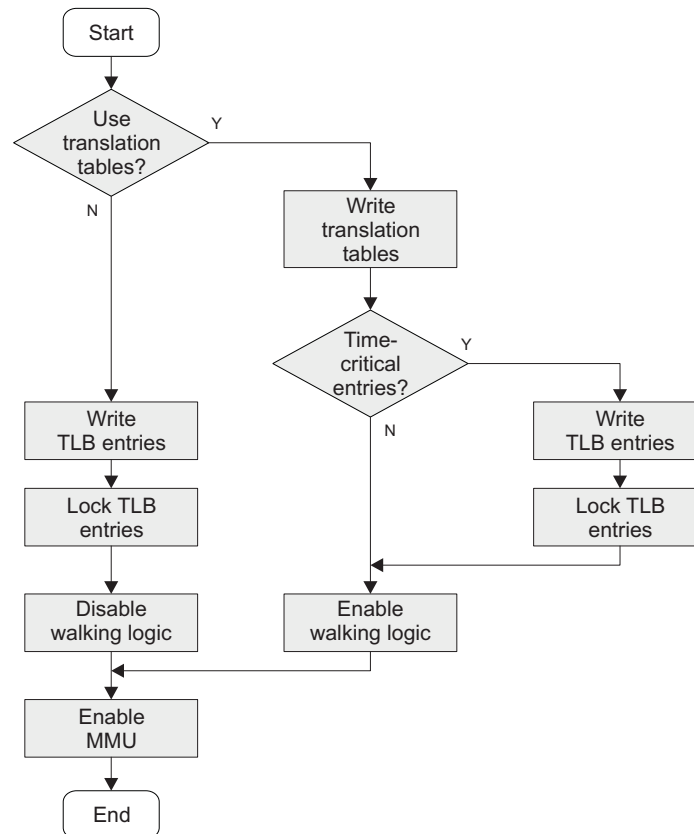 Start
Use
translation
tables?
Y
N
Write
translation
tables
Time-
critical
entries?
Y
N
Write
TLB entries
Write
TLB entries
Lock TLB
entries
Lock TLB
entries
Disable
walking logic
Enable
walking logic
Enable
MMU
End